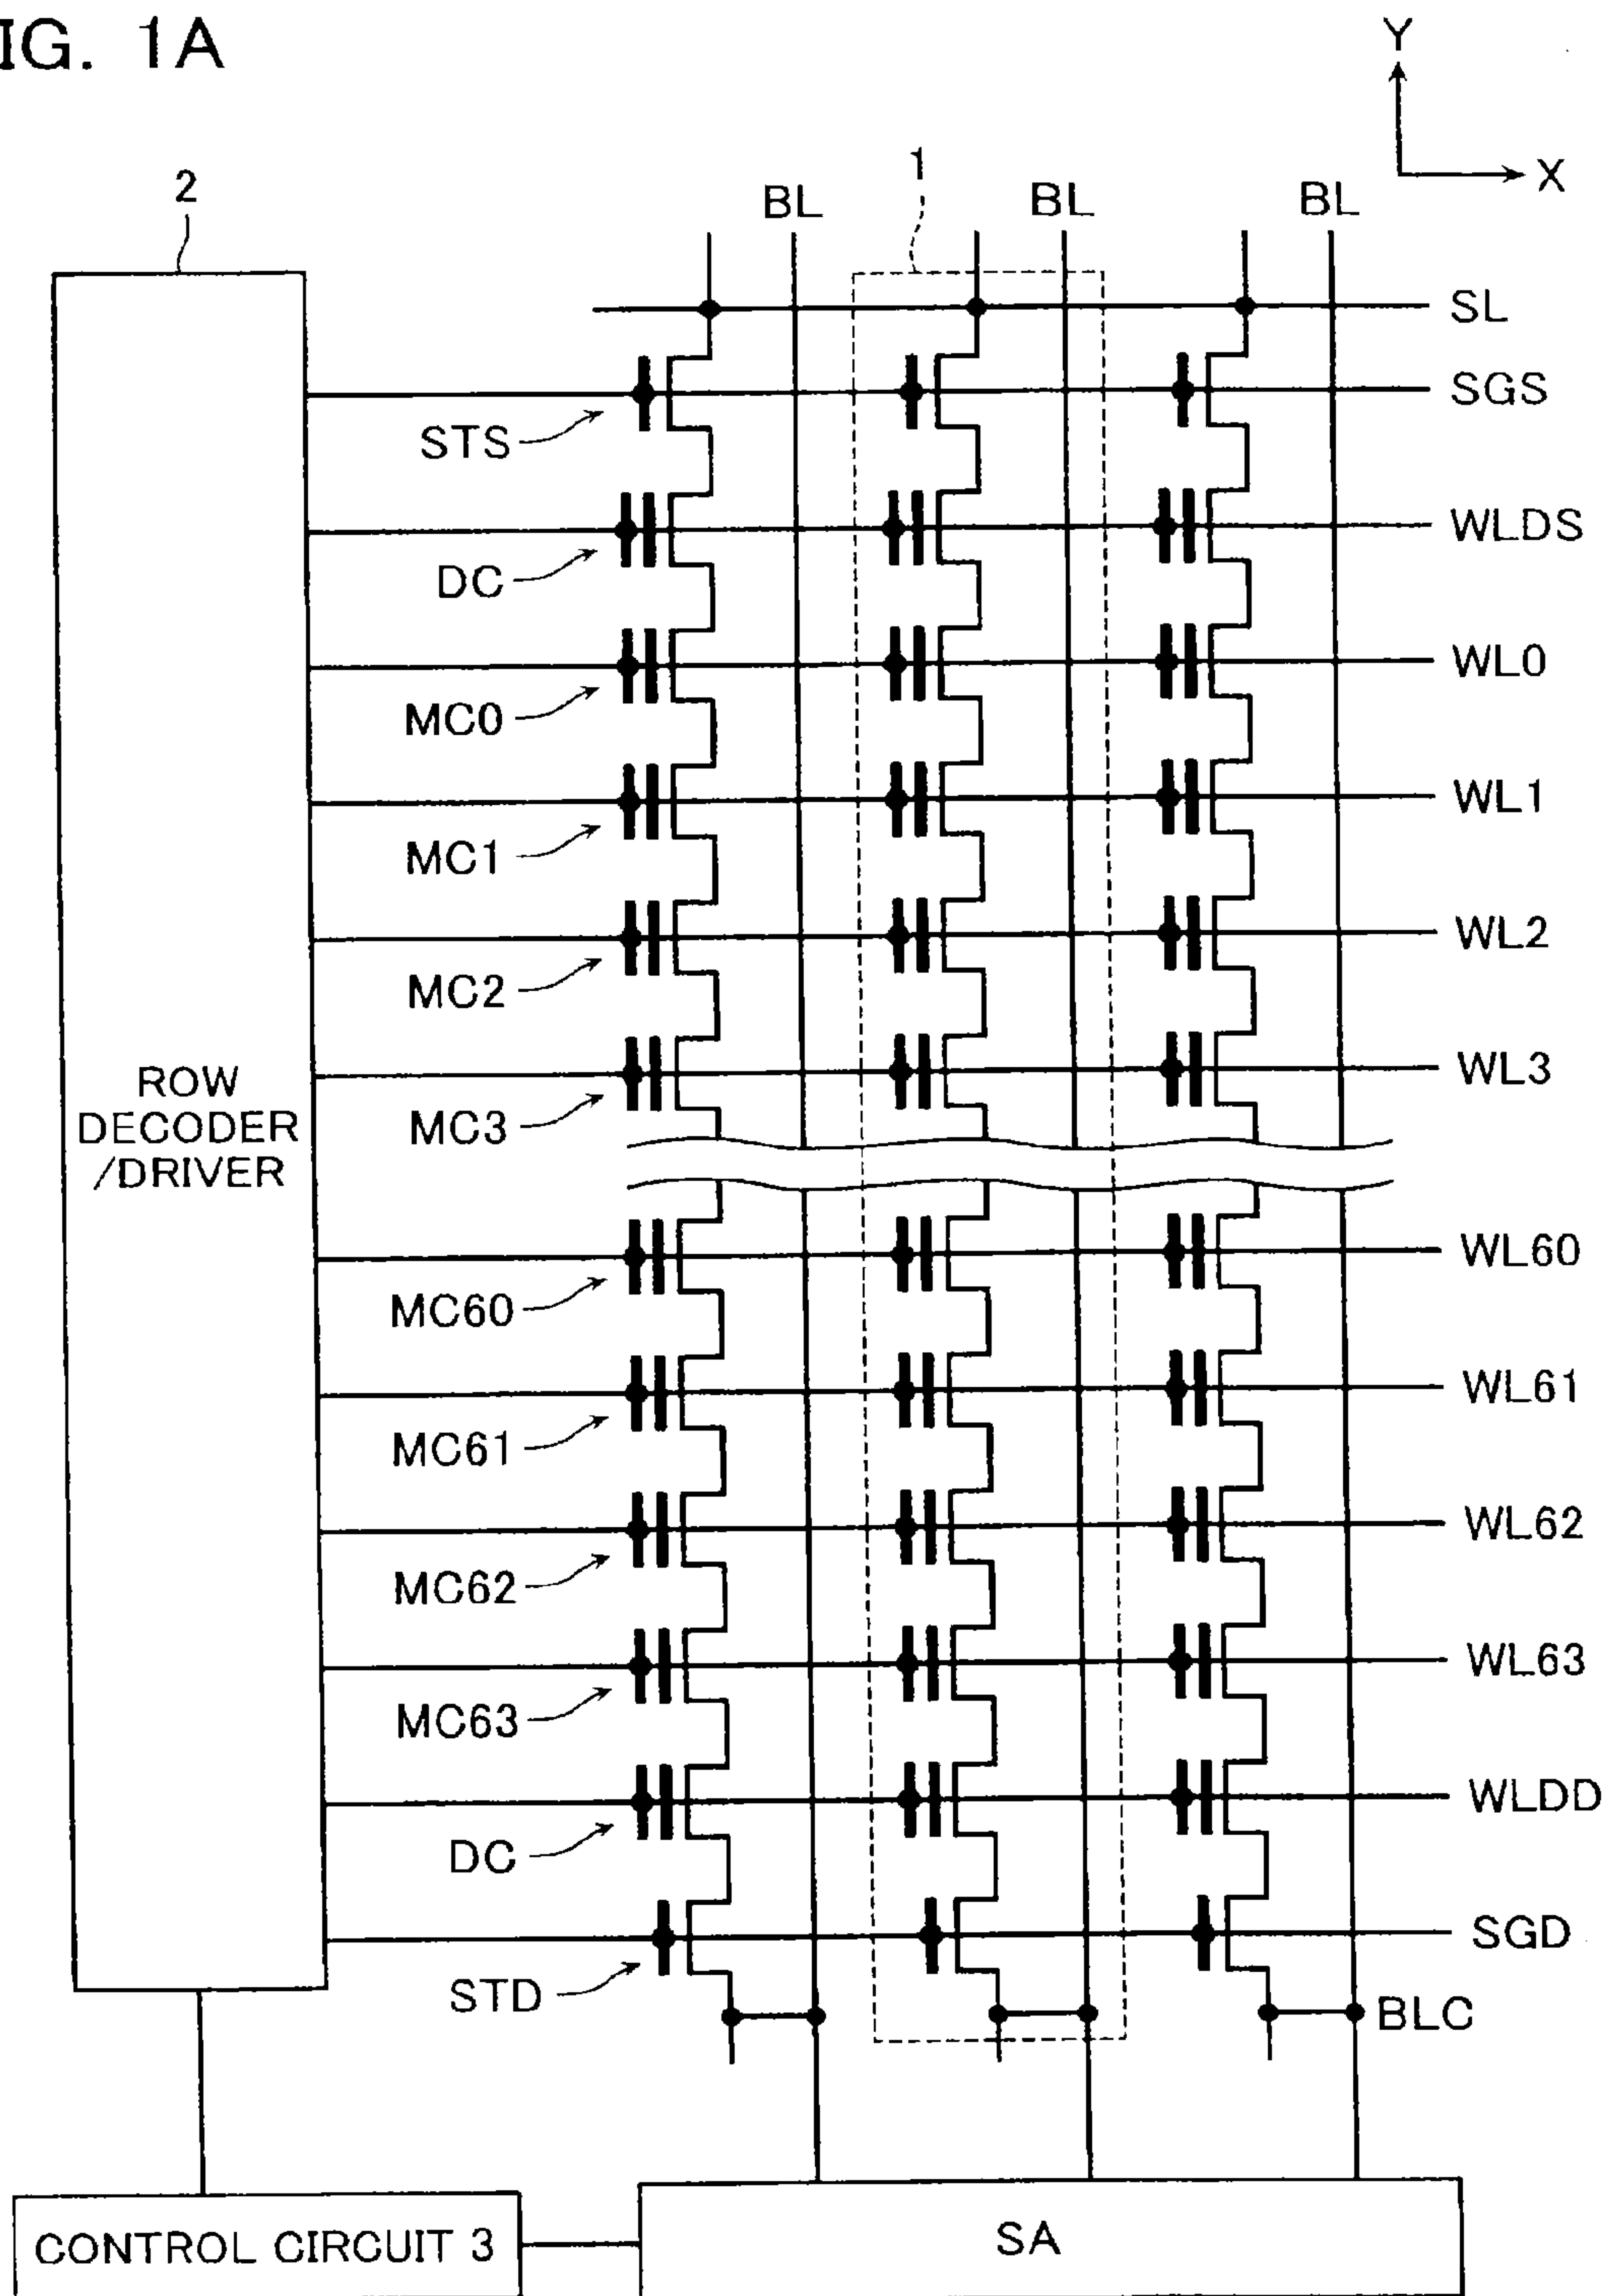 IG. 1A
Y
X
2
1
BL
BL
BL
SL
SGS
STS
WLDS
DC
WL0
MC0
WL1
MC1
WL2
MC2
WL3
MC3
ROW
DECODER
/DRIVER
WL60
MC60
WL61
MC61
WL62
MC62
WL63
MC63
WLDD
DC
SGD
STD
BLC
CONTROL CIRCUIT 3
SA